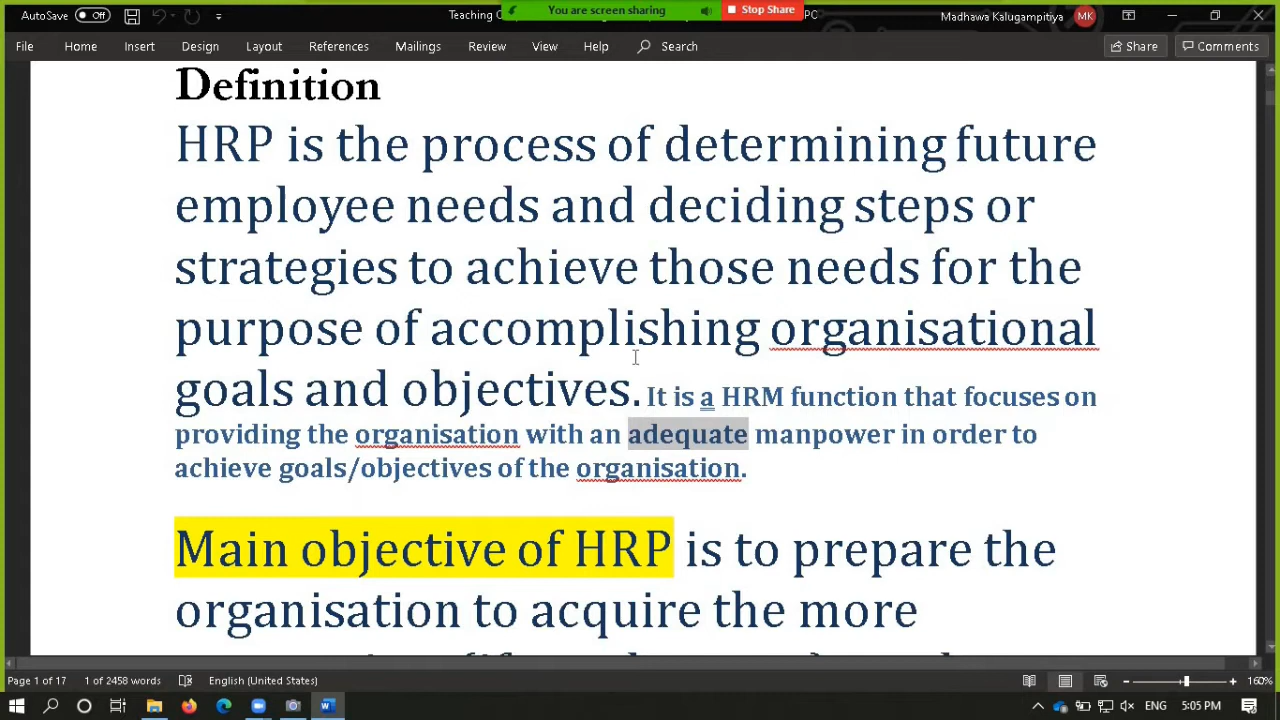 AutoSave Off
Teaching
You are screen sharing
Stop Share
PC
Madhawa Kalugampitiya MK
File Home Insert Design Layout References Mailings Review View Help Search Share Comments
Definition
HRP is the process of determining future
employee needs and deciding steps or
strategies to achieve those needs for the
purpose of accomplishing organisational
goals and objectives. It is a HRM function that focuses on
providing the organisation with an adequate manpower in order to
achieve goals/objectives of the organisation.
Main objective of HRP is to prepare the
organisation to acquire the more
Page 1 of 17 1 of 2458 words English (United States) 160%
ENG 5:05 PM